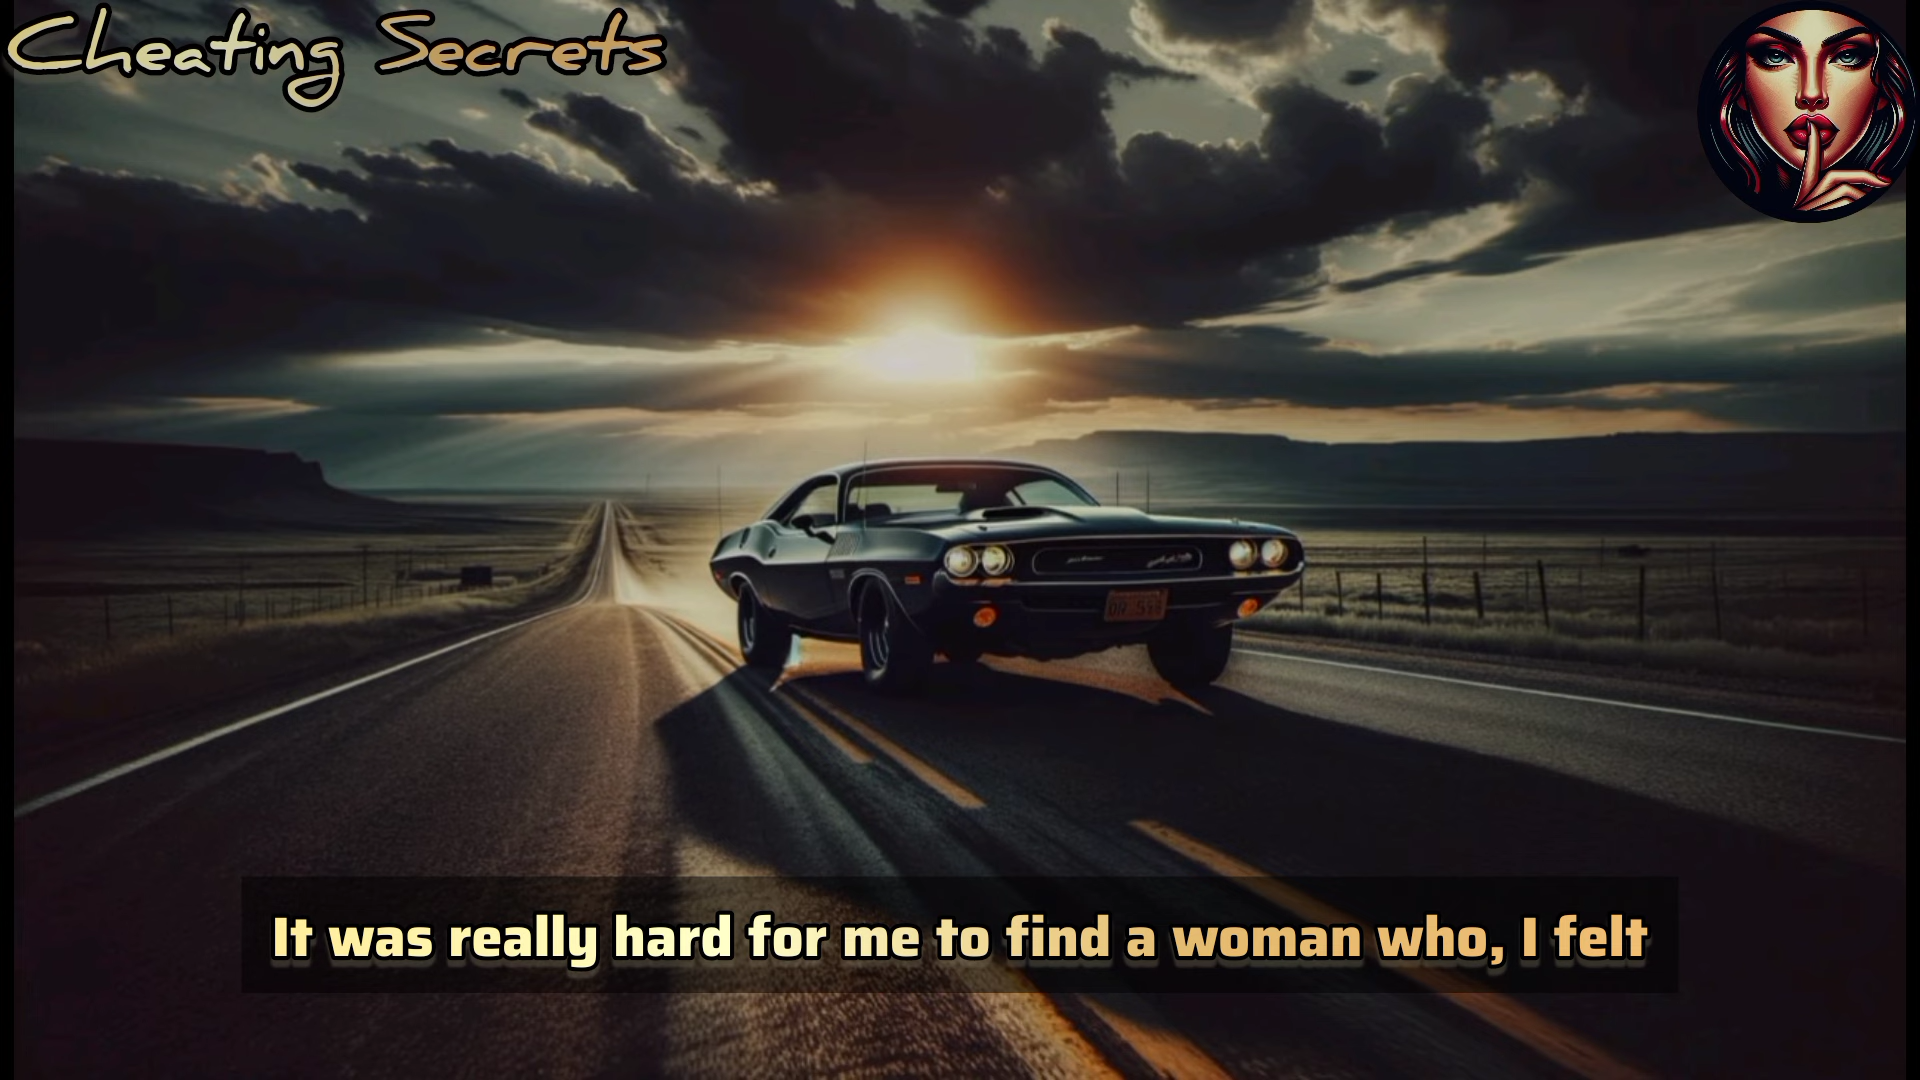 Cheating Secrets
It was really hard for me to find a woman who, I felt